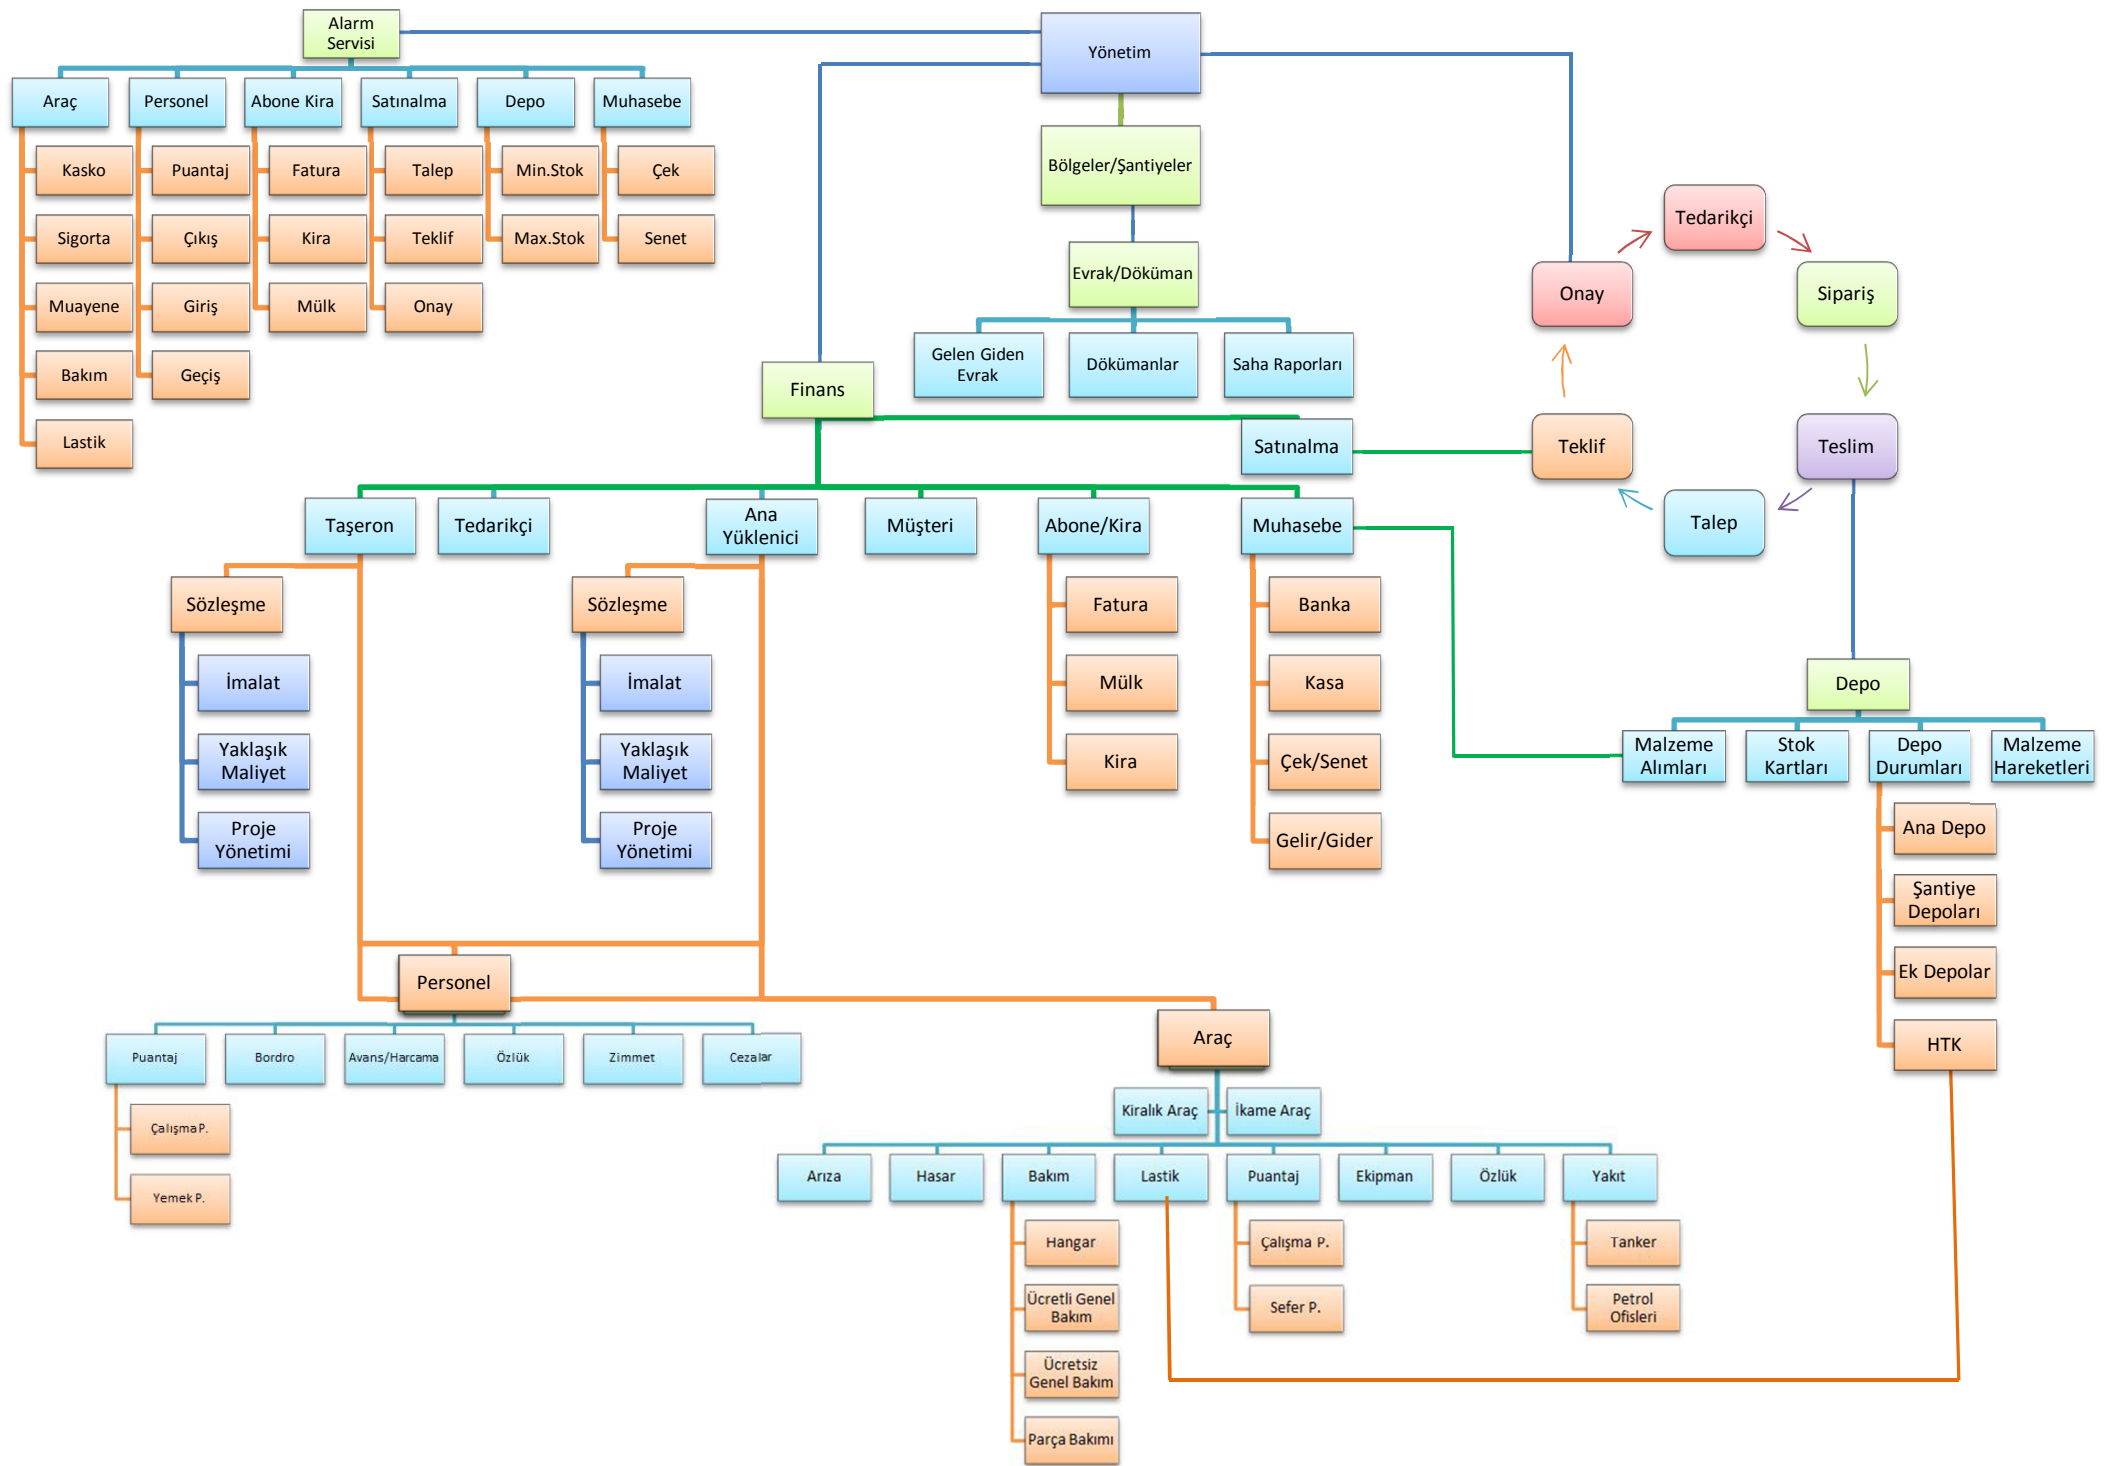 Alarm
Servisi
Yönetim
Araç
Personel
Abone Kira
Satınalma
Depo
Muhasebe
Kasko
Puantaj
Fatura
Talep
Min.Stok
Çek
Sigorta
Çıkış
Kira
Teklif
Max.Stok
Senet
Muayene
Giriş
Mülk
Onay
Bakım
Geçiş
Lastik
Bölgeler/Şantiyeler
Evrak/Döküman
Gelen Giden
Evrak
Dökümanlar
Saha Raporları
Tedarikçi
Onay
Sipariş
Teklif
Teslim
Talep
Finans
Satınalma
Taşeron
Tedarikçi
Ana
Yüklenici
Müşteri
Abone/Kira
Muhasebe
Sözleşme
İmalat
Yaklaşık
Maliyet
Proje
Yönetimi
Sözleşme
İmalat
Yaklaşık
Maliyet
Proje
Yönetimi
Fatura
Mülk
Kira
Banka
Kasa
Çek/Senet
Gelir/Gider
Depo
Malzeme
Alımları
Stok
Kartları
Depo
Durumları
Malzeme
Hareketleri
Ana Depo
Şantiye
Depoları
Ek Depolar
HTK
Personel
Puantaj
Bordro
Avans/Harcama
Özlük
Zimmet
Cezalar
Çalışma P.
Yemek P.
Araç
Kiralık Araç
İkame Araç
Arıza
Hasar
Bakım
Lastik
Puantaj
Ekipman
Özlük
Yakıt
Hangar
Ücretli Genel
Bakım
Ücretsiz
Genel Bakım
Parça Bakımı
Çalışma P.
Sefer P.
Tanker
Petrol
Ofisleri